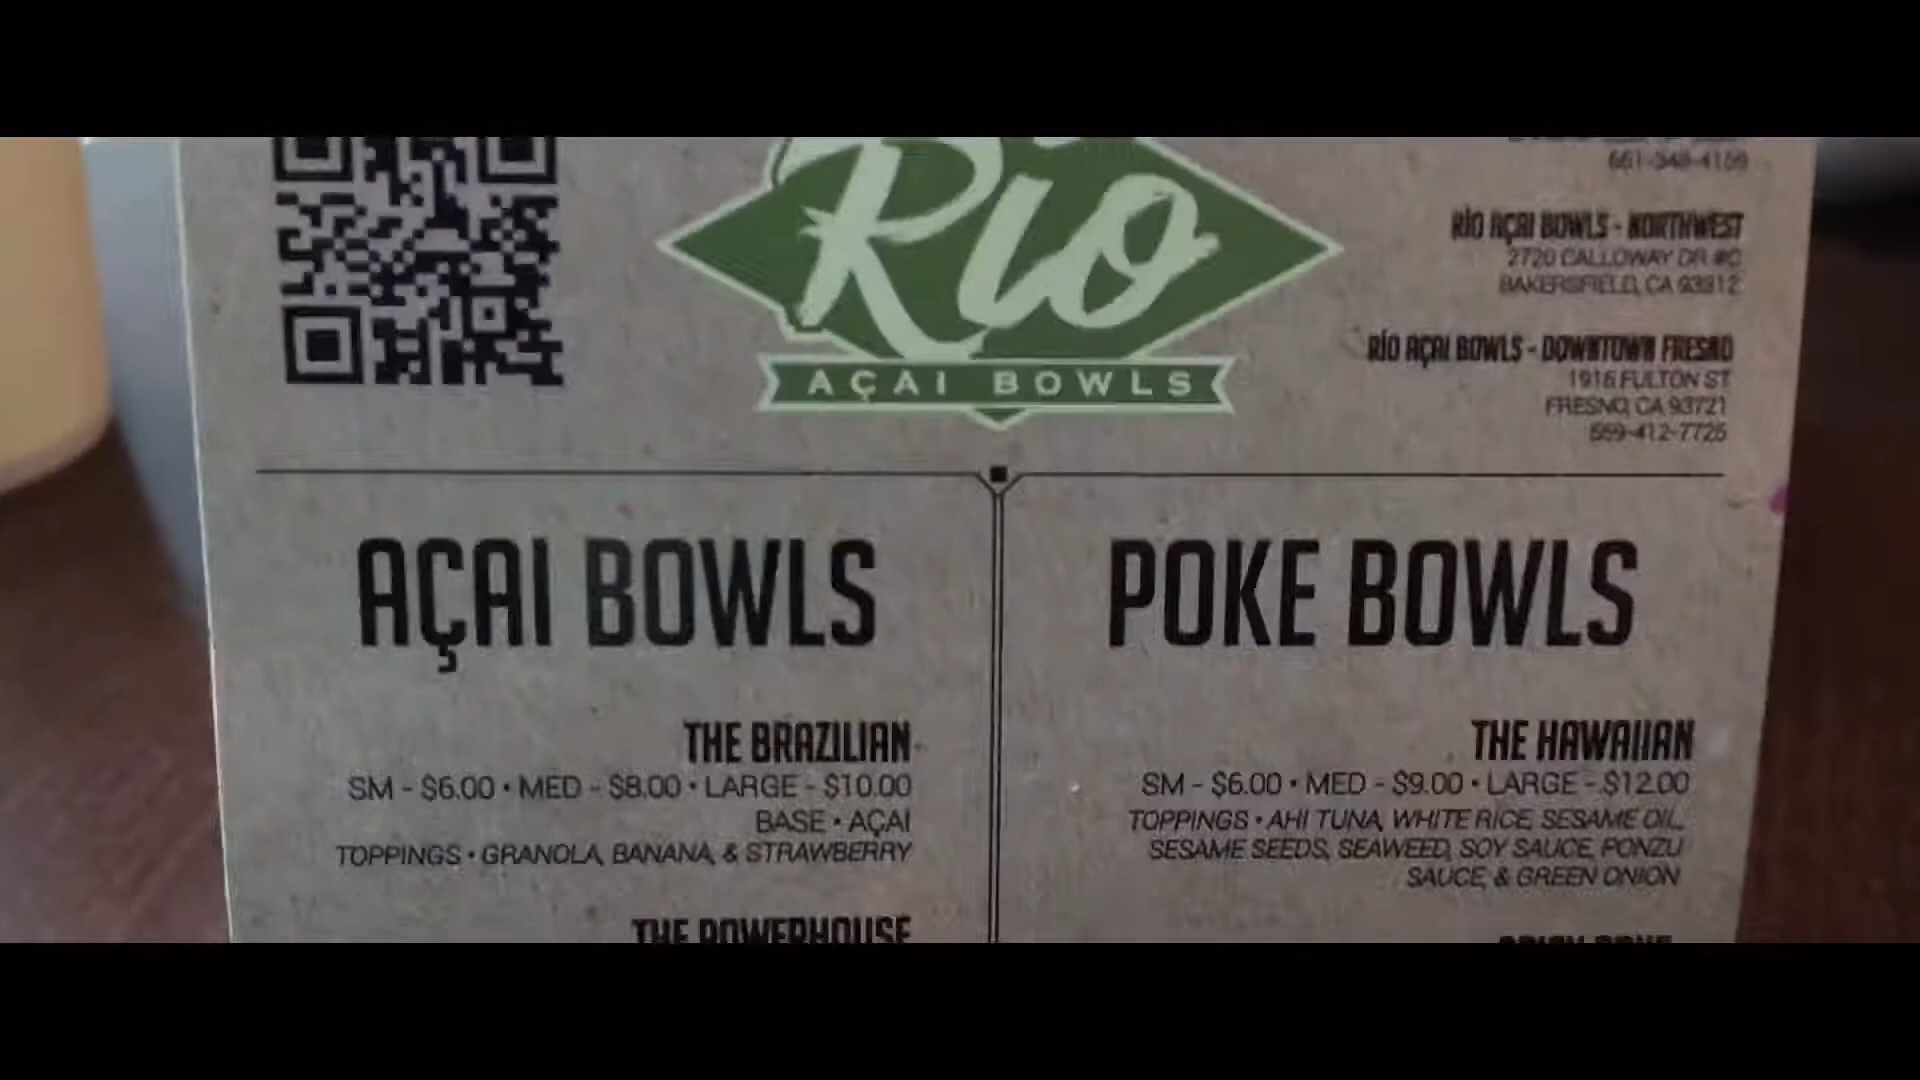 Rio
AÇAI BOWLS
RÍO AÇAI BOWLS - NORTHWEST
2720 CALLOWAY DR #C
BAKERSFIELD, CA 93312
RÍO AÇAI BOWLS - DOWNTOWN FRESNO
1916 FULTON ST
FRESNO, CA 93721
559-412-7725
AÇAI BOWLS
THE BRAZILIAN
SM - $6.00 • MED - $8.00 • LARGE - $10.00
BASE • AÇAI
TOPPINGS • GRANOLA, BANANA, & STRAWBERRY
THE POWERHOUSE
POKE BOWLS
THE HAWAIIAN
SM - $6.00 • MED - $9.00 • LARGE - $12.00
TOPPINGS • AHI TUNA, WHITE RICE, SESAME OIL,
SESAME SEEDS, SEAWEED, SOY SAUCE, PONZU
SAUCE, & GREEN ONION